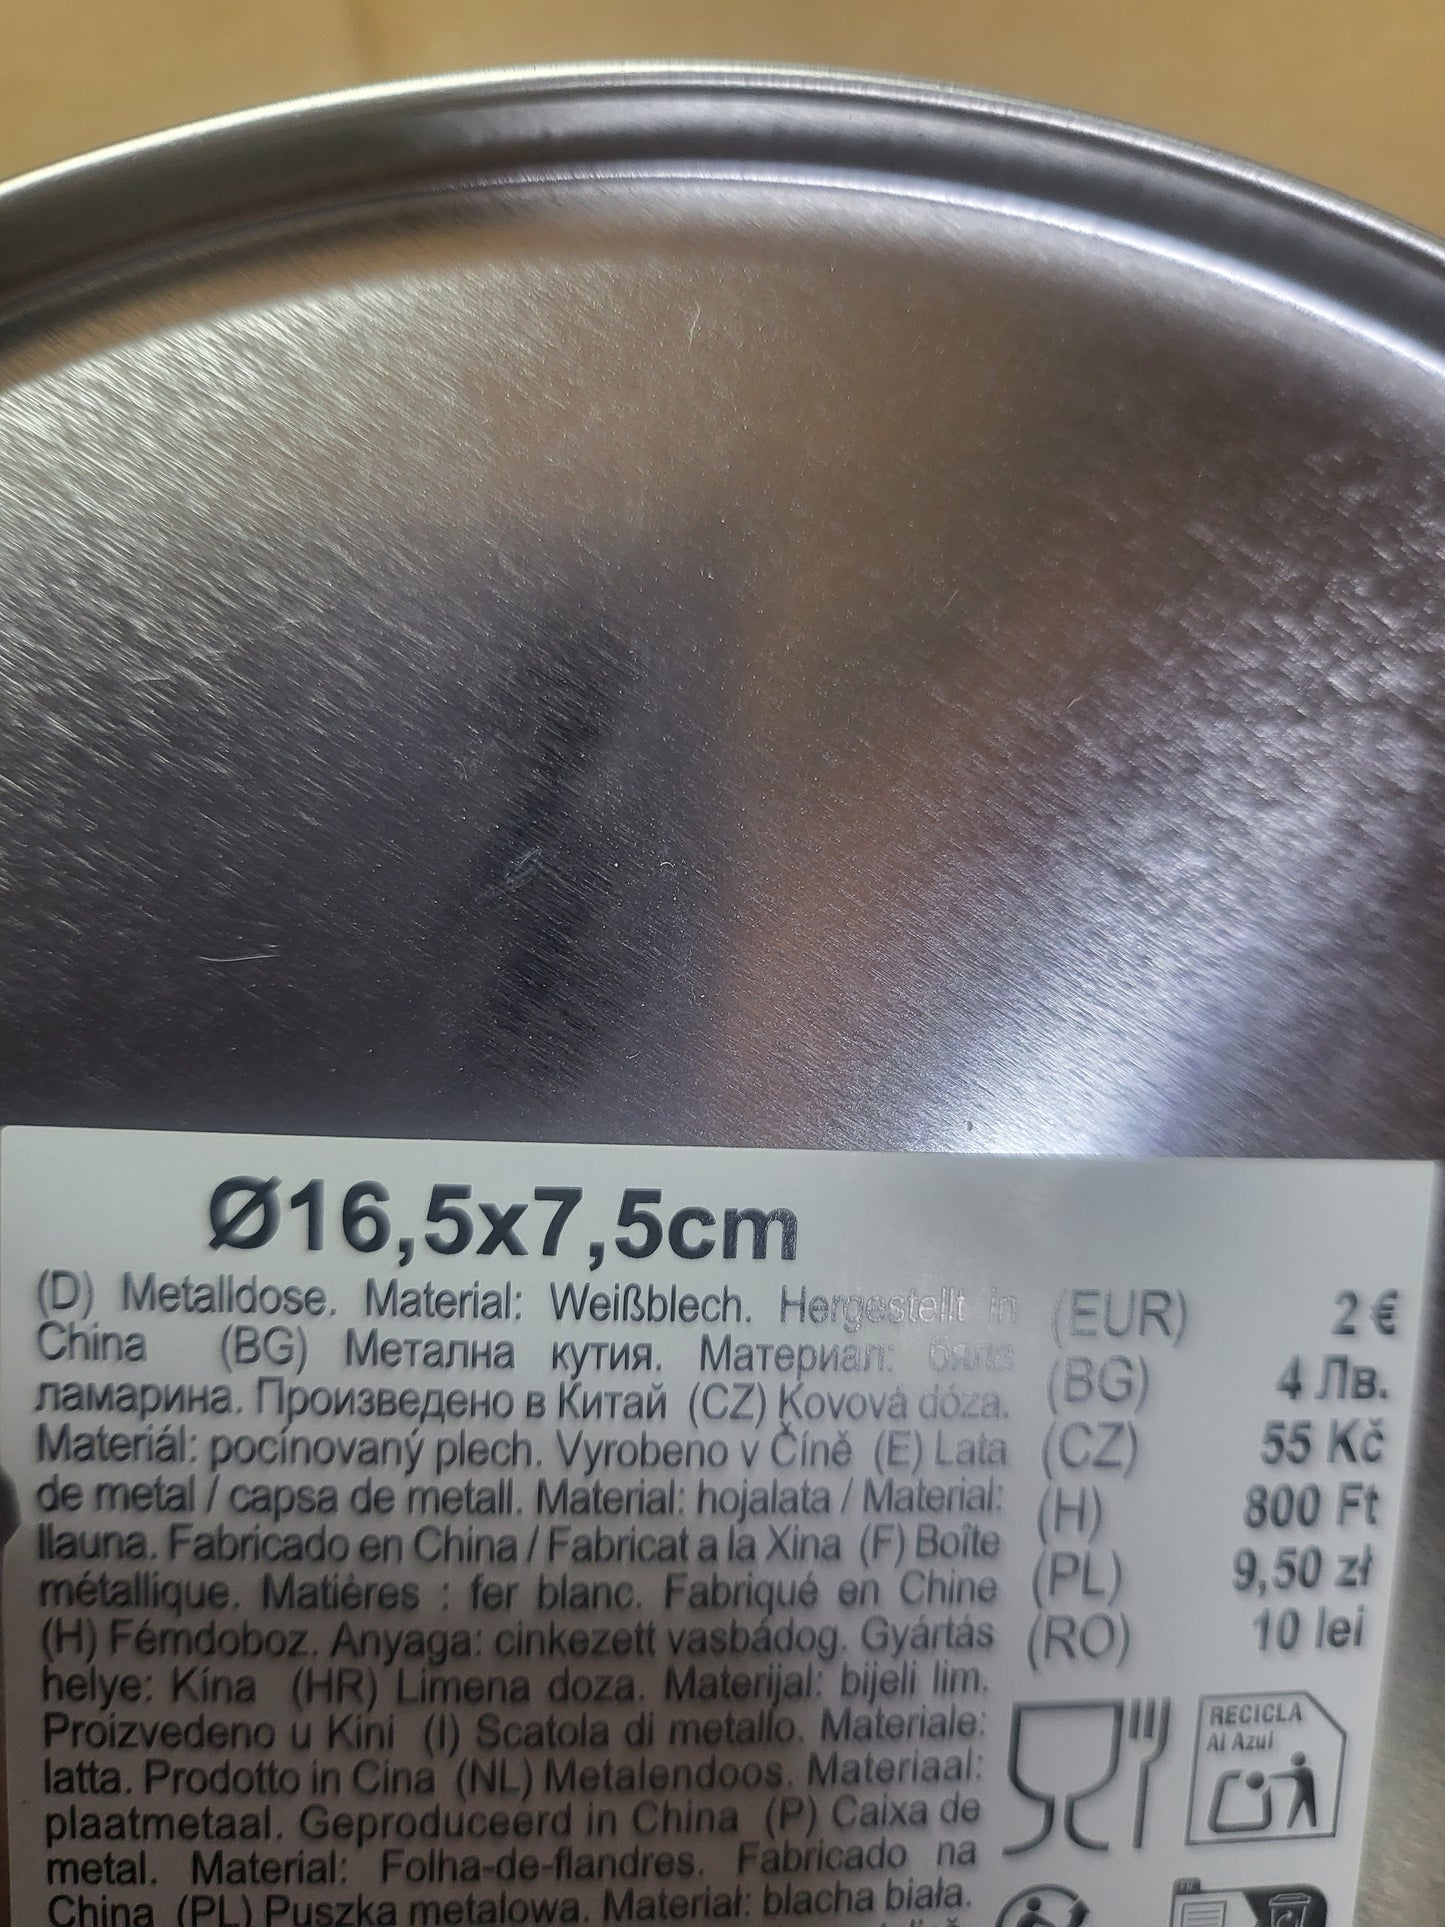 Ø16,5x7,5cm
(D) Metalldose. Material: Weißblech. Hergestellt in
China (BG) Метална кутия. Материал: бяла
ламарина. Произведено в Китай (CZ) Kovová dóza.
Materiál: pocínovaný plech. Vyrobeno v Číně (E) Lata
de metal / capsa de metall. Material: hojalata / Material:
llauna. Fabricado en China / Fabricat a la Xina (F) Boîte
métallique. Matières : fer blanc. Fabriqué en Chine
(H) Fémdoboz. Anyaga: cinkezett vasbádog. Gyártás
helye: Kína (HR) Limena doza. Materijal: bijeli lim.
Proizvedeno u Kini (I) Scatola di metallo. Materiale:
latta. Prodotto in Cina (NL) Metalendoos. Materiaal:
plaatmetaal. Geproduceerd in China (P) Caixa de
metal. Material: Folha-de-flandres. Fabricado na
China (PL) Puszka metalowa. Materiał: blacha biała.
(EUR) 2 €
(BG) 4 Лв.
(CZ) 55 Kč
(H) 800 Ft
(PL) 9,50 zł
(RO) 10 lei
RECICLA
Al Azul